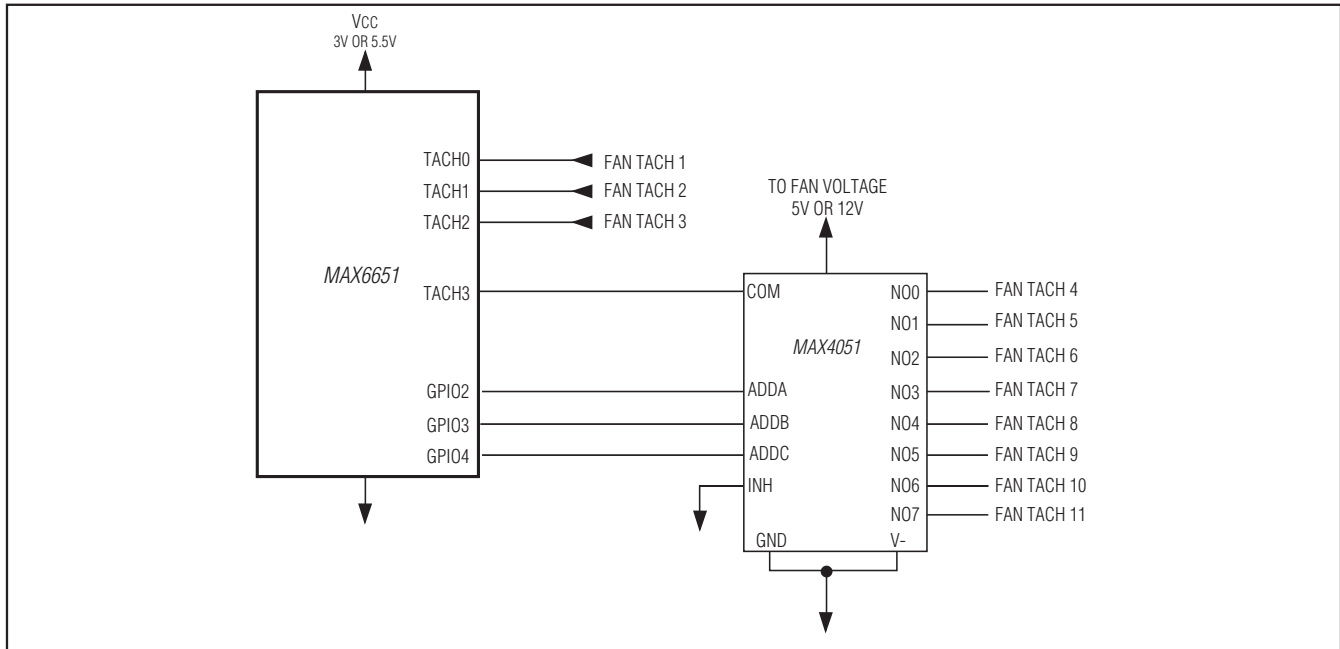 VCC
3V OR 5.5V
TACH0
FAN TACH 1
TACH1
FAN TACH 2
TACH2
FAN TACH 3
MAX6651
TACH3
GPIO2
GPIO3
GPIO4
TO FAN VOLTAGE
5V OR 12V
COM
NO0
FAN TACH 4
NO1
FAN TACH 5
MAX4051
NO2
FAN TACH 6
ADDA
NO3
FAN TACH 7
ADDB
NO4
FAN TACH 8
ADDC
NO5
FAN TACH 9
INH
NO6
FAN TACH 10
NO7
FAN TACH 11
GND
V-